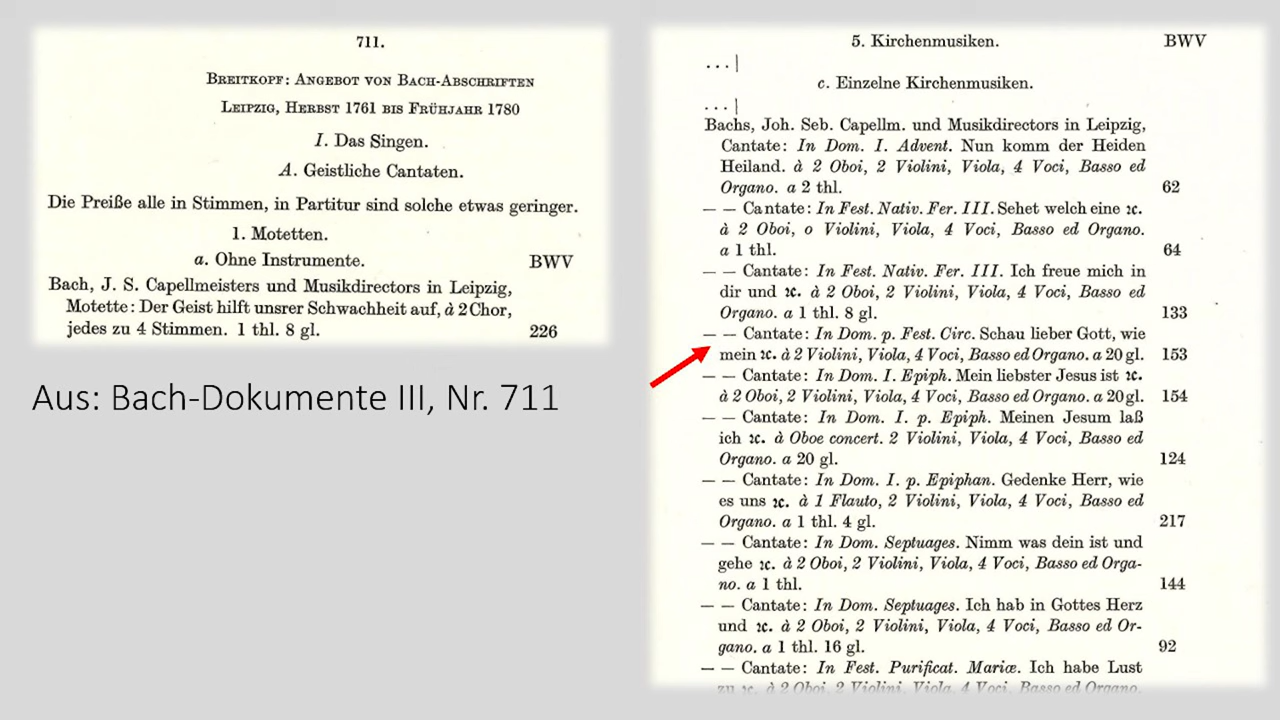 711.
BREITKOPF: ANGEBOT VON BACH-ABSCHRIFTEN
LEIPZIG, HERBST 1761 BIS FRÜHJAHR 1780
I. Das Singen.
A. Geistliche Cantaten.
Die Preiße alle in Stimmen, in Partitur sind solche etwas geringer.
1. Motetten.
a. Ohne Instrumente. BWV
Bach, J. S. Capellmeisters und Musikdirectors in Leipzig,
Motette: Der Geist hilft unsrer Schwachheit auf, à 2 Chor,
jedes zu 4 Stimmen. 1 thl. 8 gl. 226
Aus: Bach-Dokumente III, Nr. 711
5. Kirchenmusiken. BWV
...|
c. Einzelne Kirchenmusiken.
...|
Bachs, Joh. Seb. Capellm. und Musikdirectors in Leipzig,
Cantate: In Dom. I. Advent. Nun komm der Heiden
Heiland. à 2 Oboi, 2 Violini, Viola, 4 Voci, Basso ed
Organo. a 2 thl. 62
— — Cantate: In Fest. Nativ. Fer. III. Sehet welch eine ꝛc.
à 2 Oboi, o Violini, Viola, 4 Voci, Basso ed Organo.
a 1 thl. 64
— — Cantate: In Fest. Nativ. Fer. III. Ich freue mich in
dir und ꝛc. à 2 Oboi, 2 Violini, Viola, 4 Voci, Basso ed
Organo. a 1 thl. 8 gl. 133
— — Cantate: In Dom. p. Fest. Circ. Schau lieber Gott, wie
mein ꝛc. à 2 Violini, Viola, 4 Voci, Basso ed Organo. a 20 gl. 153
— — Cantate: In Dom. I. Epiph. Mein liebster Jesus ist ꝛc.
à 2 Oboi, 2 Violini, Viola, 4 Voci, Basso ed Organo. a 20 gl. 154
— — Cantate: In Dom. I. p. Epiph. Meinen Jesum laß
ich ꝛc. à Oboe concert. 2 Violini, Viola, 4 Voci, Basso ed
Organo. a 20 gl. 124
— — Cantate: In Dom. I. p. Epiphan. Gedenke Herr, wie
es uns ꝛc. à 1 Flauto, 2 Violini, Viola, 4 Voci, Basso ed
Organo. a 1 thl. 4 gl. 217
— — Cantate: In Dom. Septuages. Nimm was dein ist und
gehe ꝛc. à 2 Oboi, 2 Violini, Viola, 4 Voci, Basso ed Orga-
no. a 1 thl. 144
— — Cantate: In Dom. Septuages. Ich hab in Gottes Herz
und ꝛc. à 2 Oboi, 2 Violini, Viola, 4 Voci, Basso ed Or-
gano. a 1 thl. 16 gl. 92
— — Cantate: In Fest. Purificat. Mariæ. Ich habe Lust
zu ꝛc. à 2 Oboi, 2 Violini, Viola, 4 Voci, Basso ed Organo.